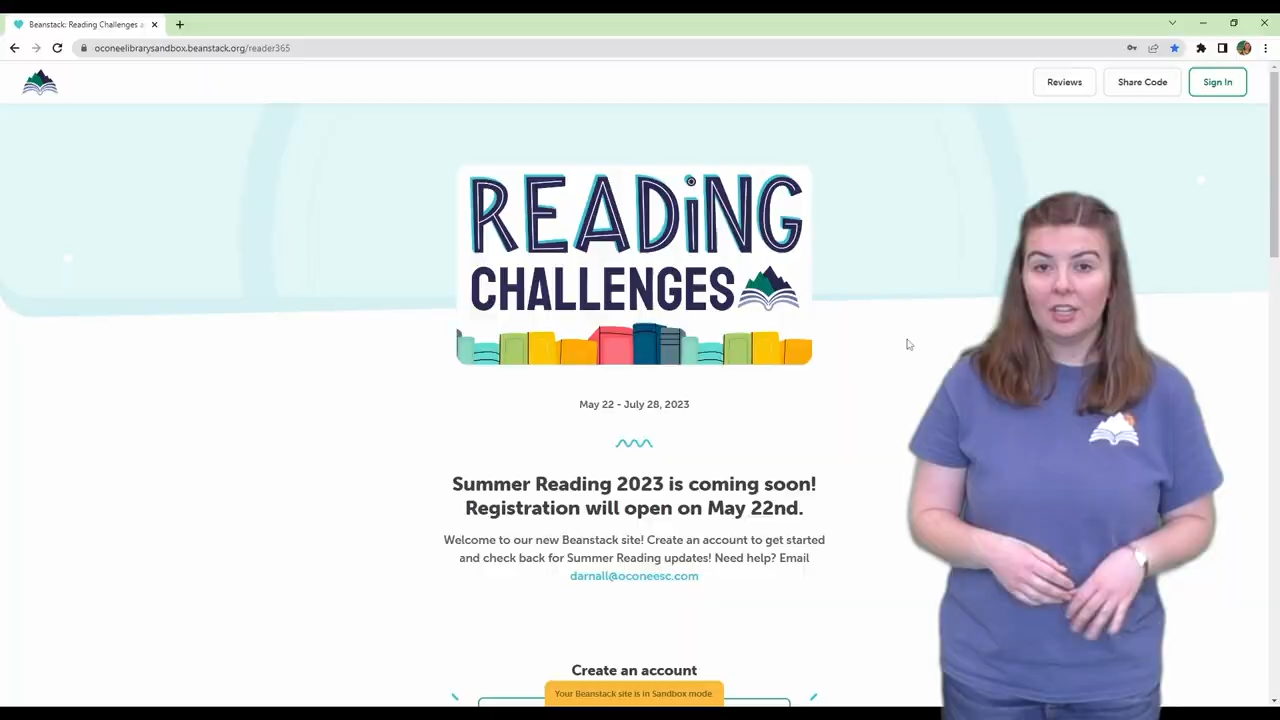 Beanstack: Reading Challenges a
oconeelibrarysandbox.beanstack.org/reader365
Reviews
Share Code
Sign In
READING
CHALLENGES
May 22 - July 28, 2023
Summer Reading 2023 is coming soon!
Registration will open on May 22nd.
Welcome to our new Beanstack site! Create an account to get started
and check back for Summer Reading updates! Need help? Email
darnall@oconeesc.com
Create an account
Your Beanstack site is in Sandbox mode